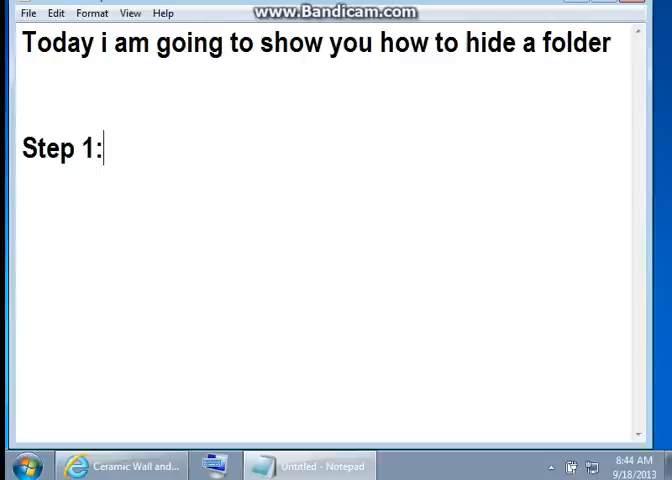 www.Bandicam.com
File Edit Format View Help
Today i am going to show you how to hide a folder
Step 1:
Ceramic Wall and... Untitled - Notepad 8:44 AM
9/18/2013